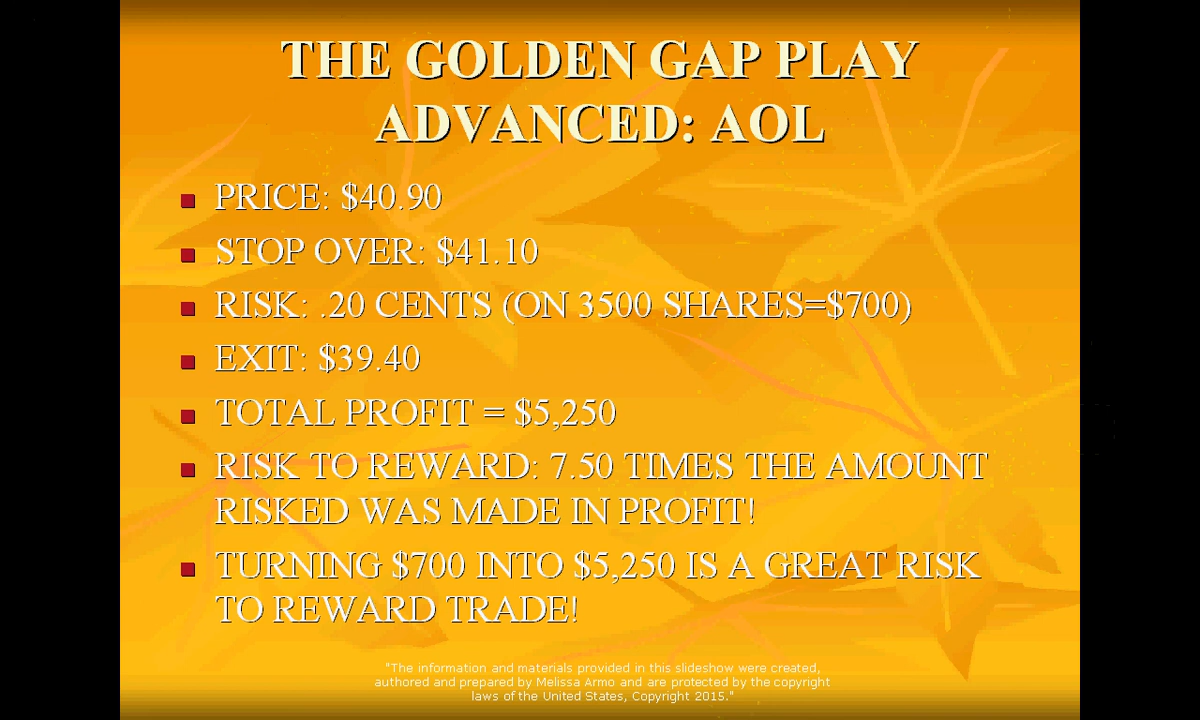 THE GOLDEN GAP PLAY
ADVANCED: AOL
PRICE: $40.90
STOP OVER: $41.10
RISK: .20 CENTS (ON 3500 SHARES=$700)
EXIT: $39.40
TOTAL PROFIT = $5,250
RISK TO REWARD: 7.50 TIMES THE AMOUNT
RISKED WAS MADE IN PROFIT!
TURNING $700 INTO $5,250 IS A GREAT RISK
TO REWARD TRADE!
"The information and materials provided in this slideshow were created,
authored and prepared by Melissa Armo and are protected by the copyright
laws of the United States, Copyright 2015."